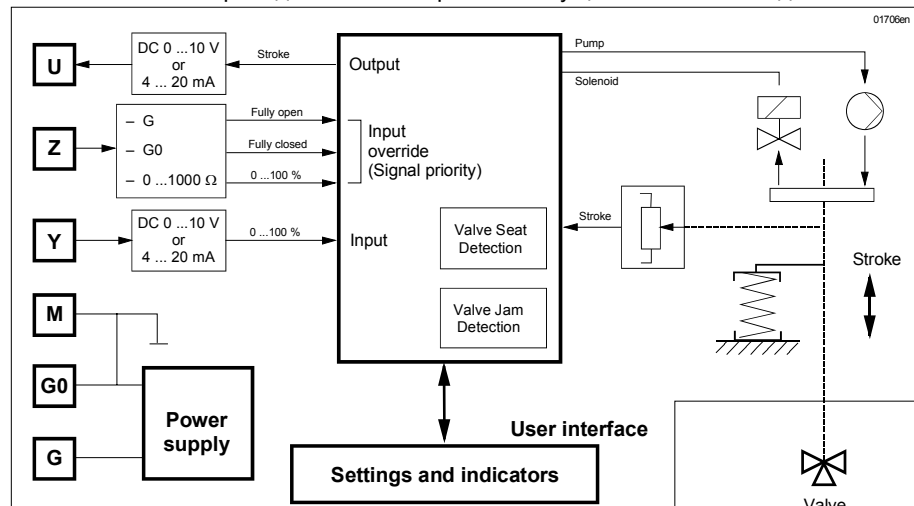 01706en
U
DC 0 ...10 V
or
4 ... 20 mA
Stroke
Output
Pump
Solenoid
Z
– G
– G0
– 0 ...1000 Ω
Fully open
Fully closed
0 ...100 %
Input
override
(Signal priority)
Y
DC 0 ...10 V
or
4 ... 20 mA
0 ...100 %
Input
Valve Seat
Detection
Stroke
Stroke
Valve Jam
Detection
M
G0
G
Power
supply
User interface
Settings and indicators
Valve